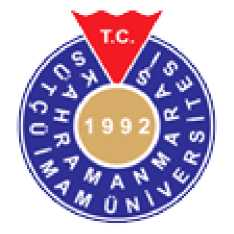 T.C.
KAHRAMANMARAŞ
SÜTÇÜ İMAM ÜNİVERSİTESİ
1992